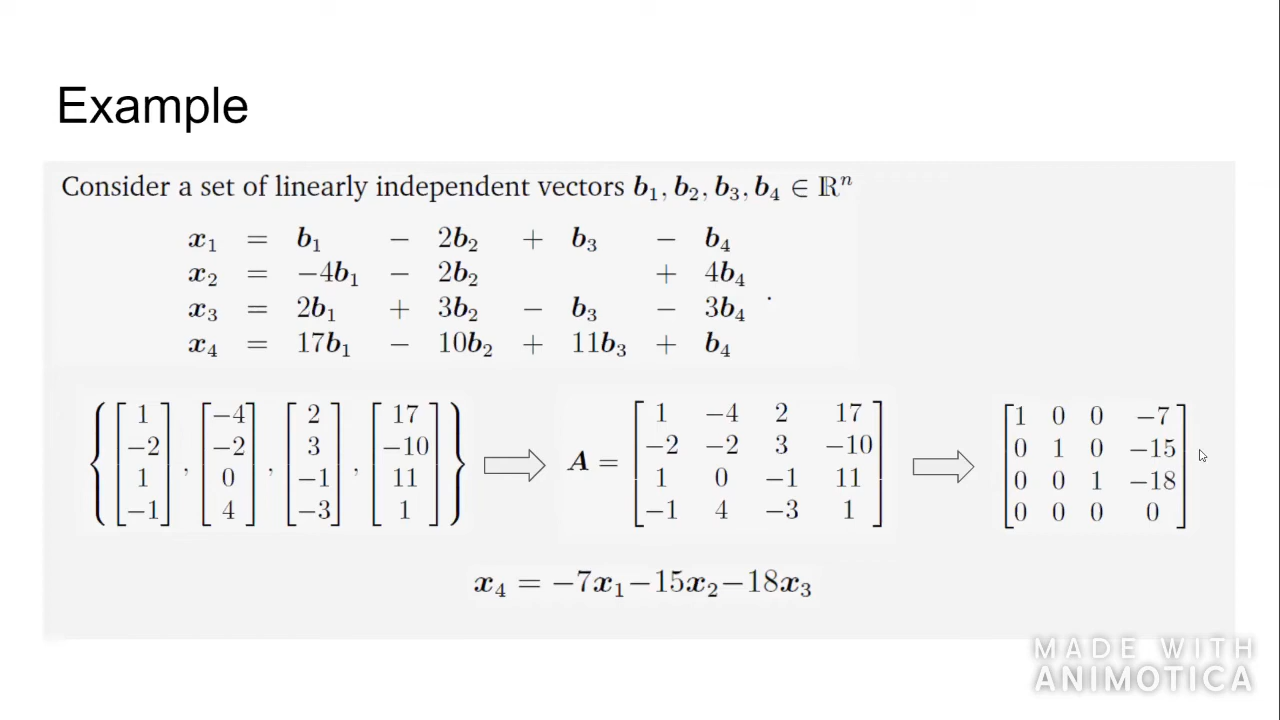 Example
Consider a set of linearly independent vectors b₁, b₂, b₃, b₄ ∈ ℝⁿ
x₁ = b₁ − 2b₂ + b₃ − b₄
x₂ = −4b₁ − 2b₂ + 4b₄
x₃ = 2b₁ + 3b₂ − b₃ − 3b₄ .
x₄ = 17b₁ − 10b₂ + 11b₃ + b₄
{ [1 −2 1 −1] , [−4 −2 0 4] , [2 3 −1 −3] , [17 −10 11 1] }
A =
1 −4 2 17
−2 −2 3 −10
1 0 −1 11
−1 4 −3 1
1 0 0 −7
0 1 0 −15
0 0 1 −18
0 0 0 0
x₄ = −7x₁−15x₂−18x₃
MADE WITH
ANIMOTICA